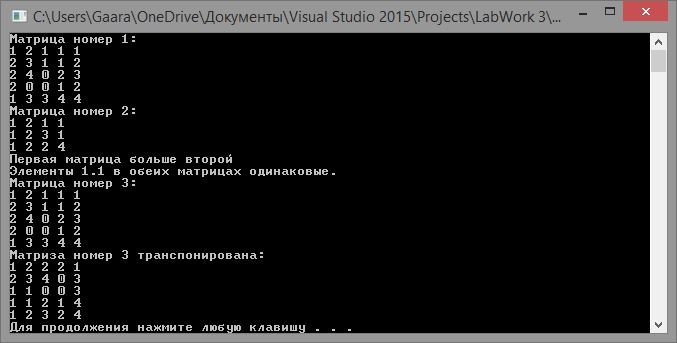 C:\Users\Gaara\OneDrive\Документы\Visual Studio 2015\Projects\LabWork 3\...
Матрица номер 1:
1 2 1 1 1
2 3 1 1 2
2 4 0 2 3
2 0 0 1 2
1 3 3 4 4
Матрица номер 2:
1 2 1 1
1 2 3 1
1 2 2 4
Первая матрица больше второй
Элементы 1.1 в обеих матрицах одинаковые.
Матрица номер 3:
1 2 1 1 1
2 3 1 1 2
2 4 0 2 3
2 0 0 1 2
1 3 3 4 4
Матриза номер 3 транспонирована:
1 2 2 2 1
2 3 4 0 3
1 1 0 0 3
1 1 2 1 4
1 2 3 2 4
Для продолжения нажмите любую клавишу . . .